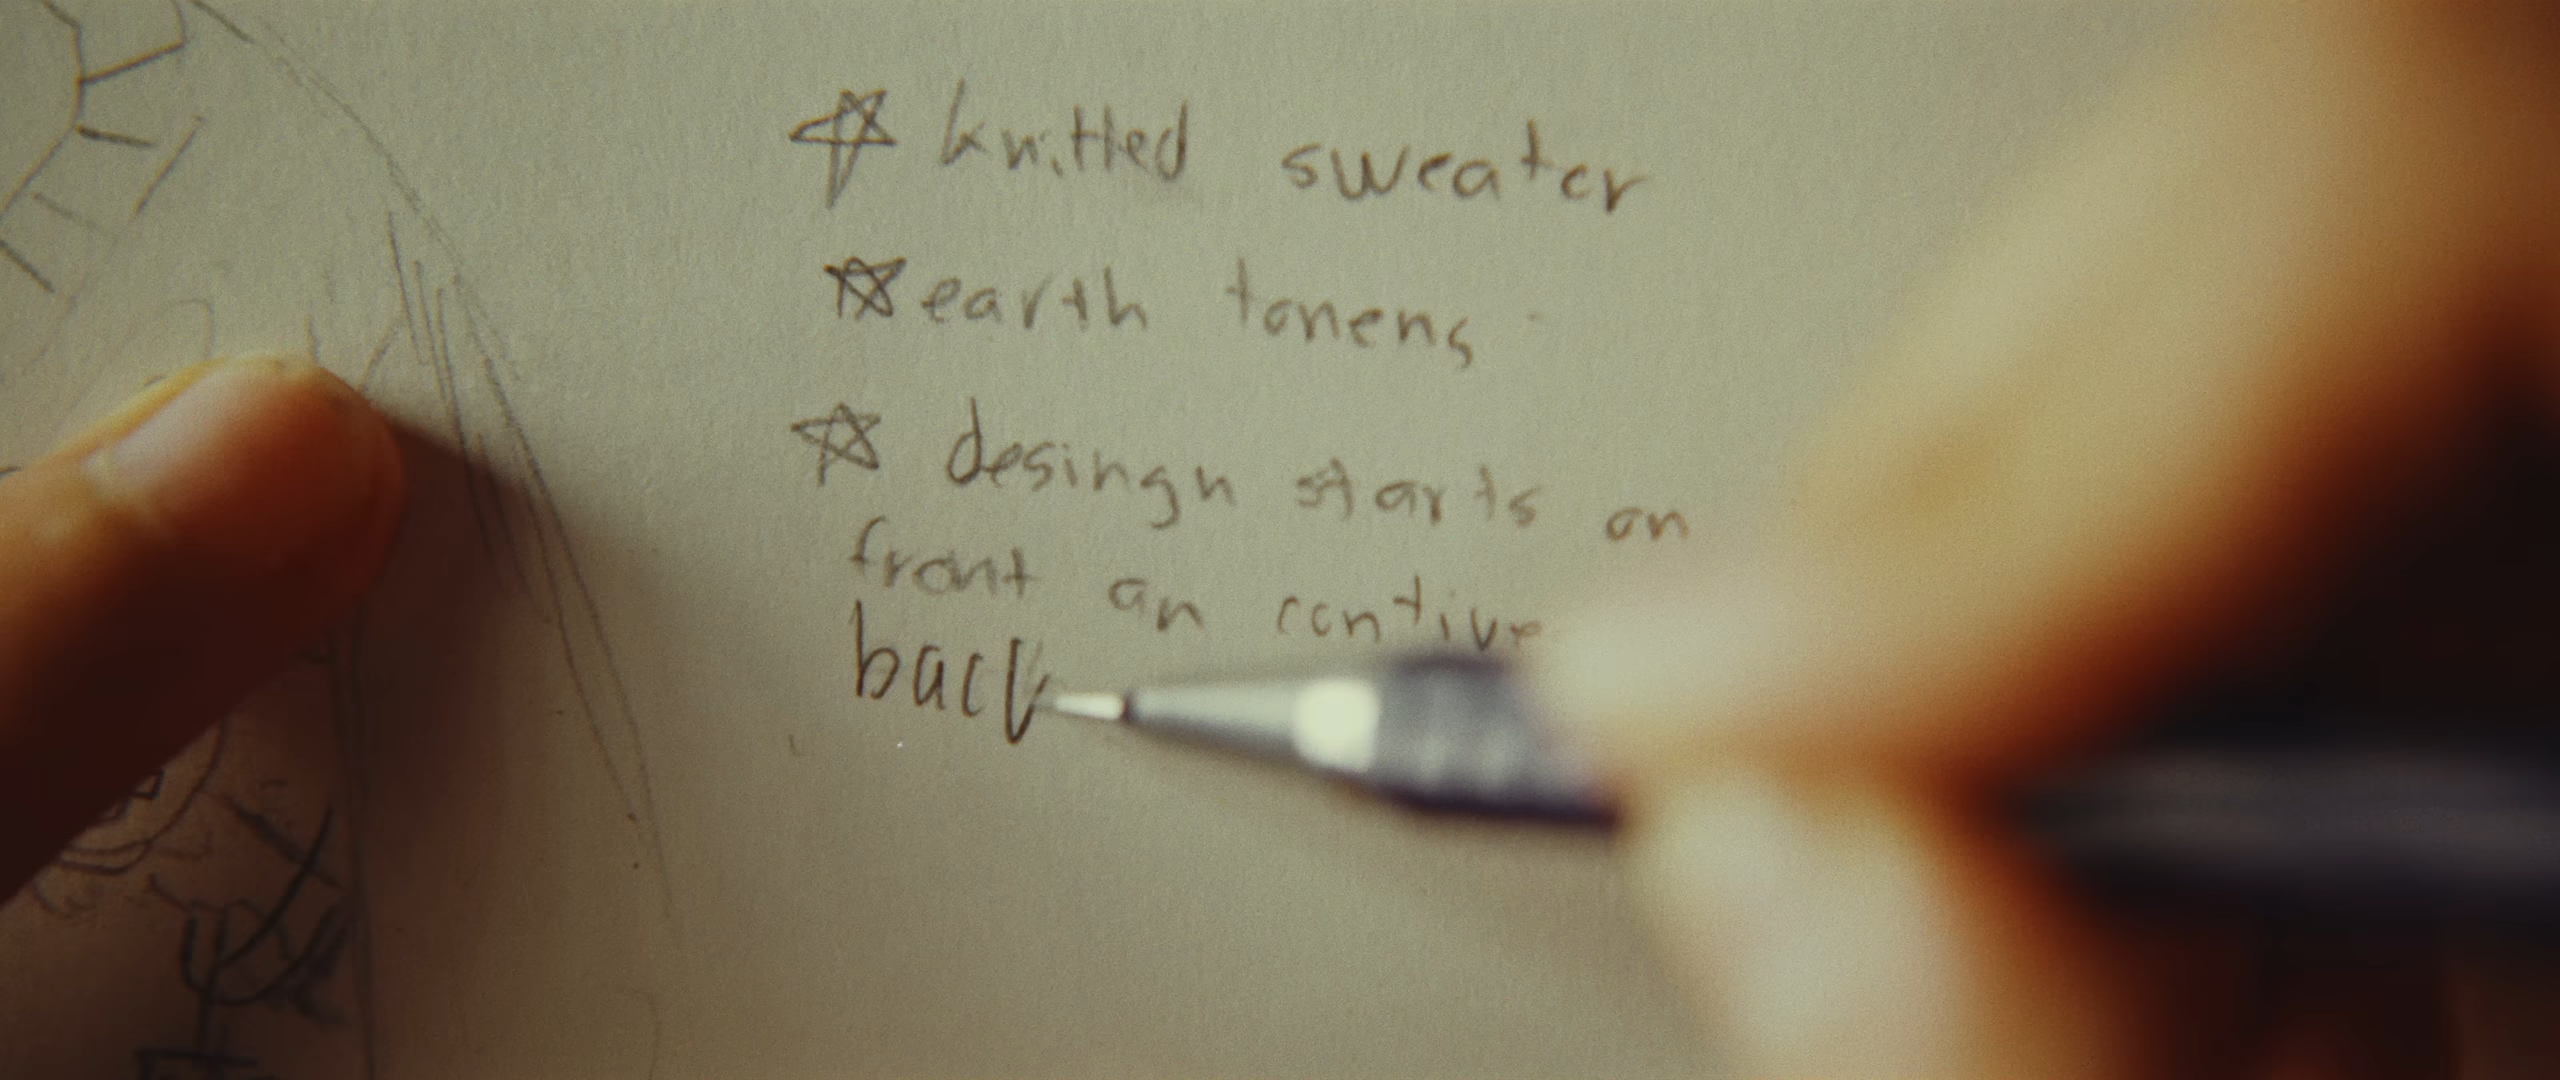 knitted sweater
earth tonens
desingn starts on
front an contive
back